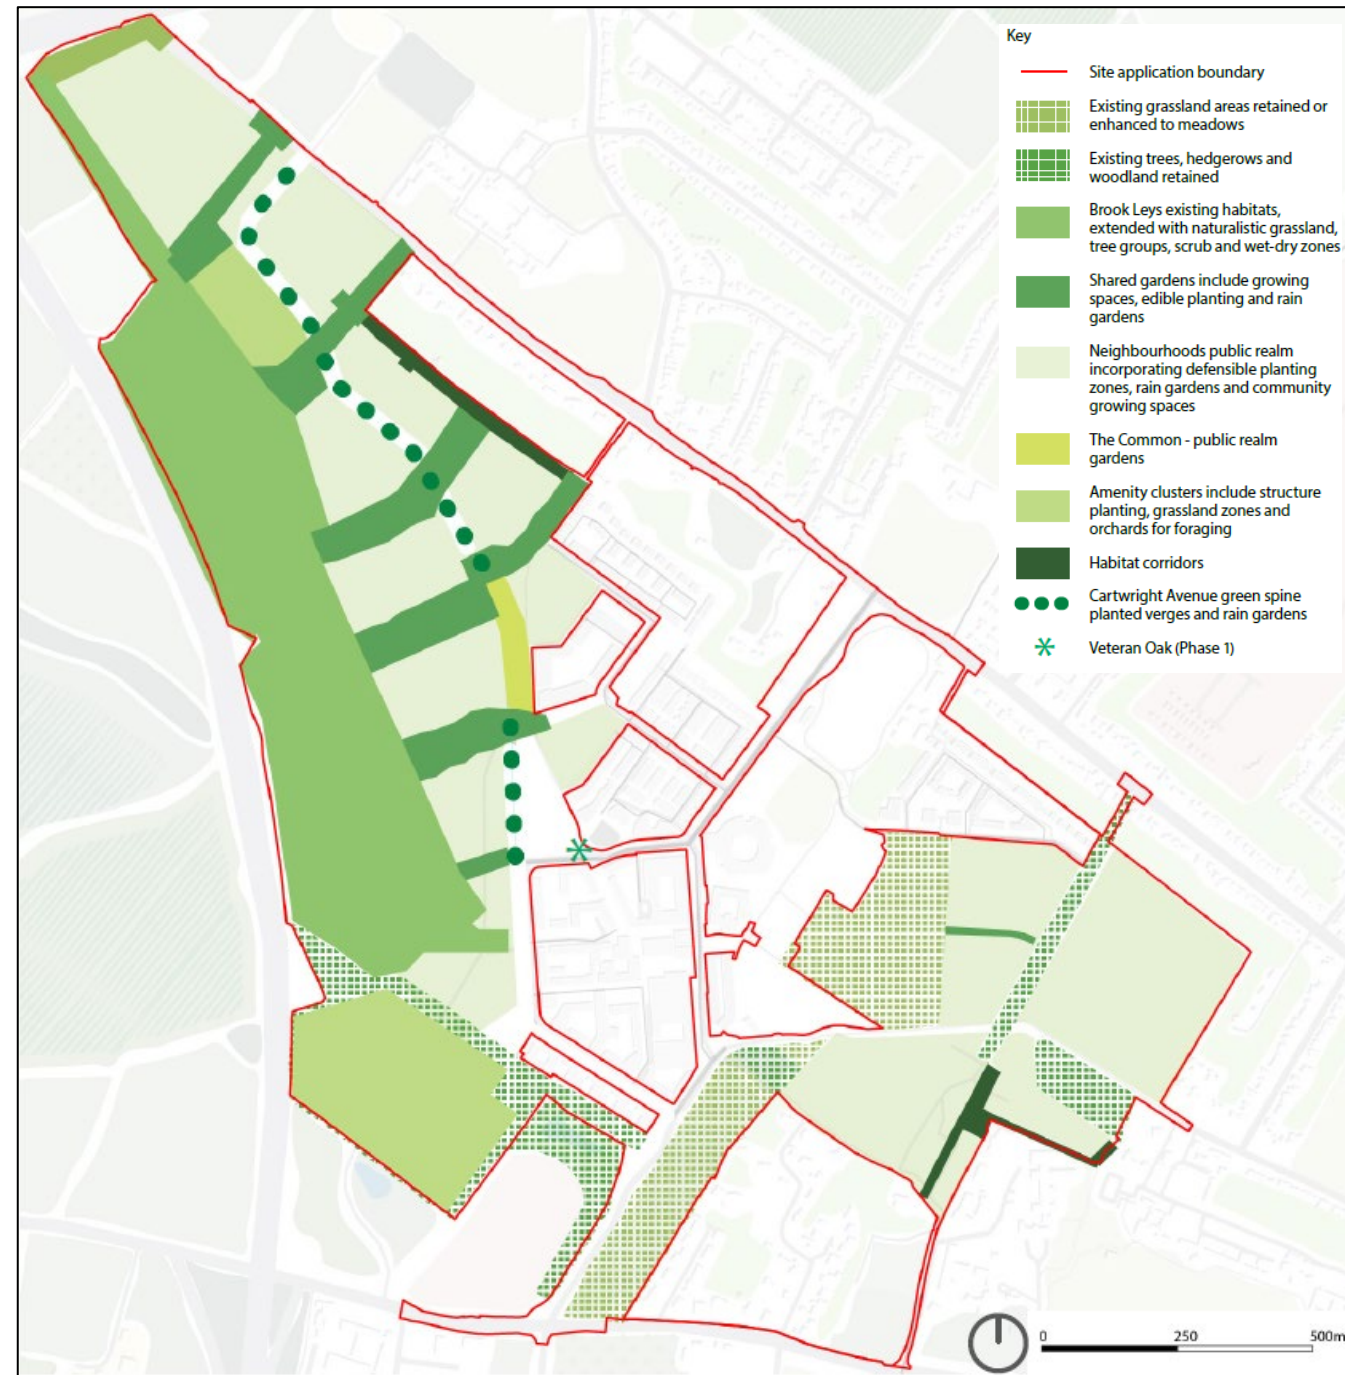 Key
Site application boundary
Existing grassland areas retained or
enhanced to meadows
Existing trees, hedgerows and
woodland retained
Brook Leys existing habitats,
extended with naturalistic grassland,
tree groups, scrub and wet-dry zones
Shared gardens include growing
spaces, edible planting and rain
gardens
Neighbourhoods public realm
incorporating defensible planting
zones, rain gardens and community
growing spaces
The Common - public realm
gardens
Amenity clusters include structure
planting, grassland zones and
orchards for foraging
Habitat corridors
Cartwright Avenue green spine
planted verges and rain gardens
Veteran Oak (Phase 1)
0 250 500m